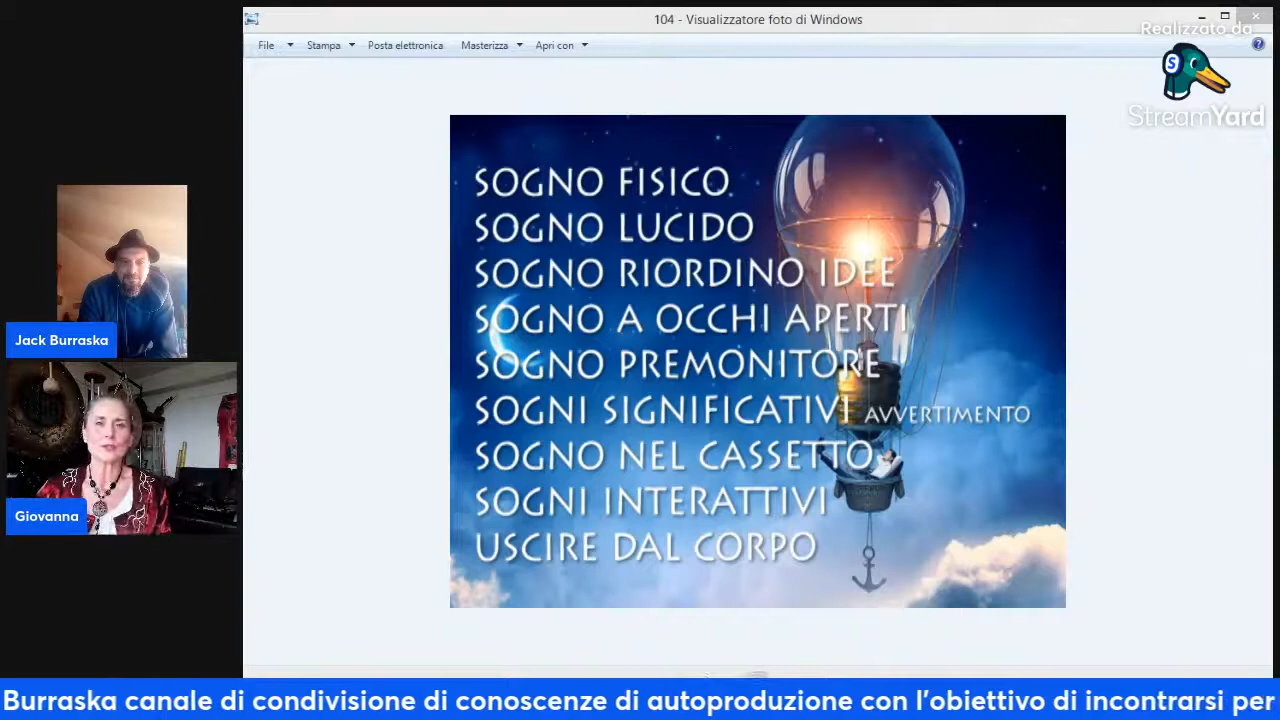 104 - Visualizzatore foto di Windows
File Stampa Posta elettronica Masterizza Apri con
Realizzato da
S
StreamYard
SOGNO FISICO
SOGNO LUCIDO
SOGNO RIORDINO IDEE
SOGNO A OCCHI APERTI
SOGNO PREMONITORE
SOGNI SIGNIFICATIVI AVVERTIMENTO
SOGNO NEL CASSETTO
SOGNI INTERATTIVI
USCIRE DAL CORPO
Jack Burraska
Giovanna
Burraska canale di condivisione di conoscenze di autoproduzione con l'obiettivo di incontrarsi per